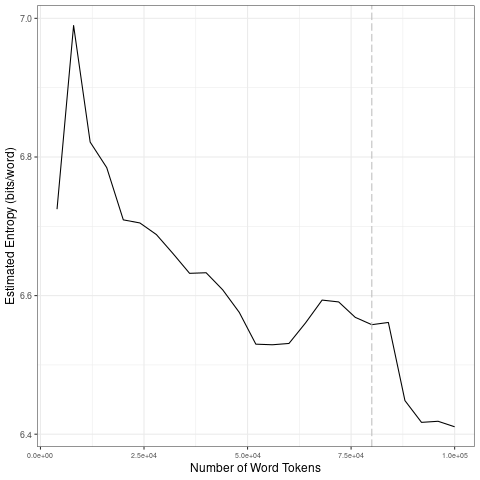 Estimated Entropy (bits/word)
7.0
6.8
6.6
6.4
0.0e+00 2.5e+04 5.0e+04 7.5e+04 1.0e+05
Number of Word Tokens